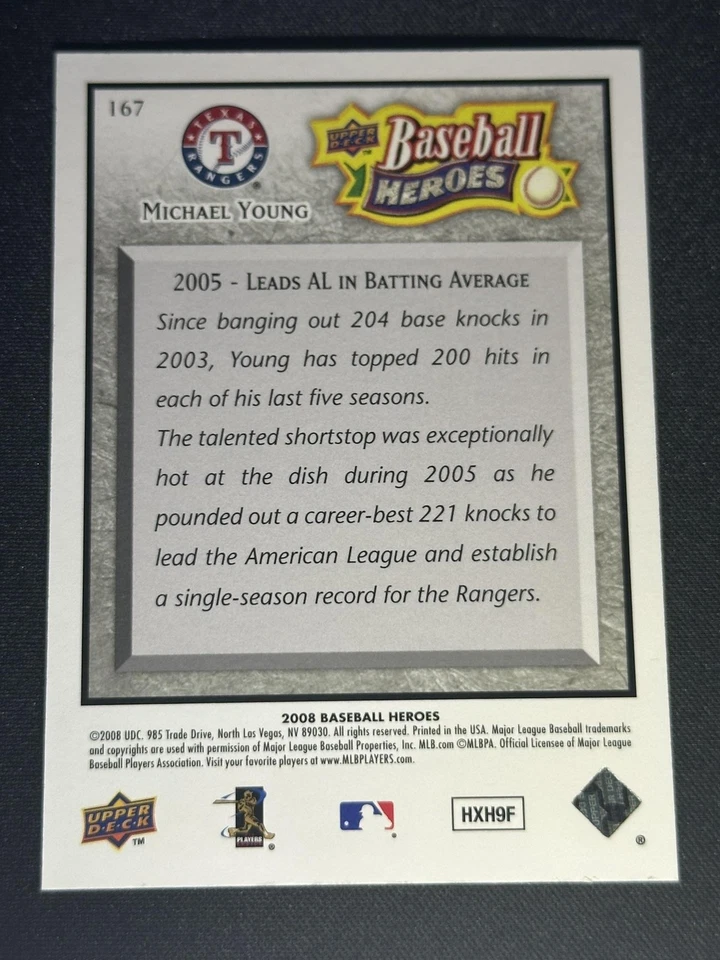 167
TEXAS
T
RANGERS
®
UPPER
D·E·C·K
™
Baseball
HEROES
MICHAEL YOUNG
2005 - LEADS AL IN BATTING AVERAGE
Since banging out 204 base knocks in
2003, Young has topped 200 hits in
each of his last five seasons.
The talented shortstop was exceptionally
hot at the dish during 2005 as he
pounded out a career-best 221 knocks to
lead the American League and establish
a single-season record for the Rangers.
2008 BASEBALL HEROES
©2008 UDC. 985 Trade Drive, North Las Vegas, NV 89030. All rights reserved. Printed in the USA. Major League Baseball trademarks
and copyrights are used with permission of Major League Baseball Properties, Inc. MLB.com ©MLBPA. Official Licensee of Major League
Baseball Players Association. Visit your favorite players at www.MLBPLAYERS.com.
UPPER
D·E·C·K
™
PLAYERS
®
®
HXH9F
UPPER
®